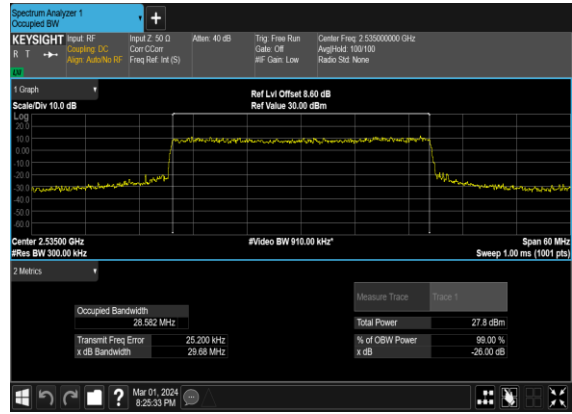 Spectrum Analyzer 1
Occupied BW
+
KEYSIGHT Input: RF Input Z: 50 Ω Atten: 40 dB Trig: Free Run Center Freq: 2.535000000 GHz
R T Coupling: DC Corr CCorr Gate: Off Avg|Hold: 100/100
Align: Auto/No RF Freq Ref: Int (S) #IF Gain: Low Radio Std: None
LW
1 Graph
Ref Lvl Offset 8.60 dB
Scale/Div 10.0 dB Ref Value 30.00 dBm
Log
20.0
10.0
0.00
-10.0
-20.0
-30.0
-40.0
-50.0
-60.0
Center 2.53500 GHz #Video BW 910.00 kHz* Span 60 MHz
#Res BW 300.00 kHz Sweep 1.00 ms (1001 pts)
2 Metrics
Measure Trace Trace 1
Occupied Bandwidth
28.582 MHz Total Power 27.8 dBm
Transmit Freq Error 25.200 kHz % of OBW Power 99.00 %
x dB Bandwidth 29.68 MHz x dB -26.00 dB
? Mar 01, 2024
8:25:33 PM